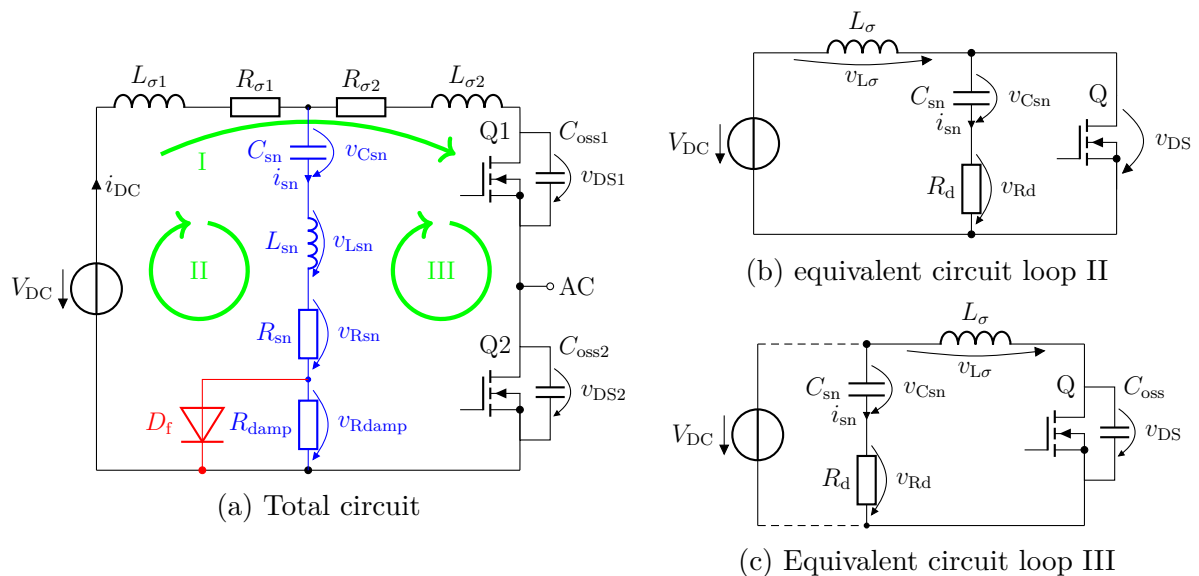 Lσ1
Rσ1
Rσ2
Lσ2
I
Csn
vCsn
isn
Q1
Coss1
vDS1
iDC
II
III
Lsn
vLsn
VDC
AC
Rsn
vRsn
Q2
Coss2
vDS2
Df
Rdamp
vRdamp
(a) Total circuit
Lσ
vLσ
Csn
vCsn
isn
Q
VDC
vDS
Rd
vRd
(b) equivalent circuit loop II
Lσ
vLσ
Csn
vCsn
isn
Q
Coss
VDC
vDS
Rd
vRd
(c) Equivalent circuit loop III